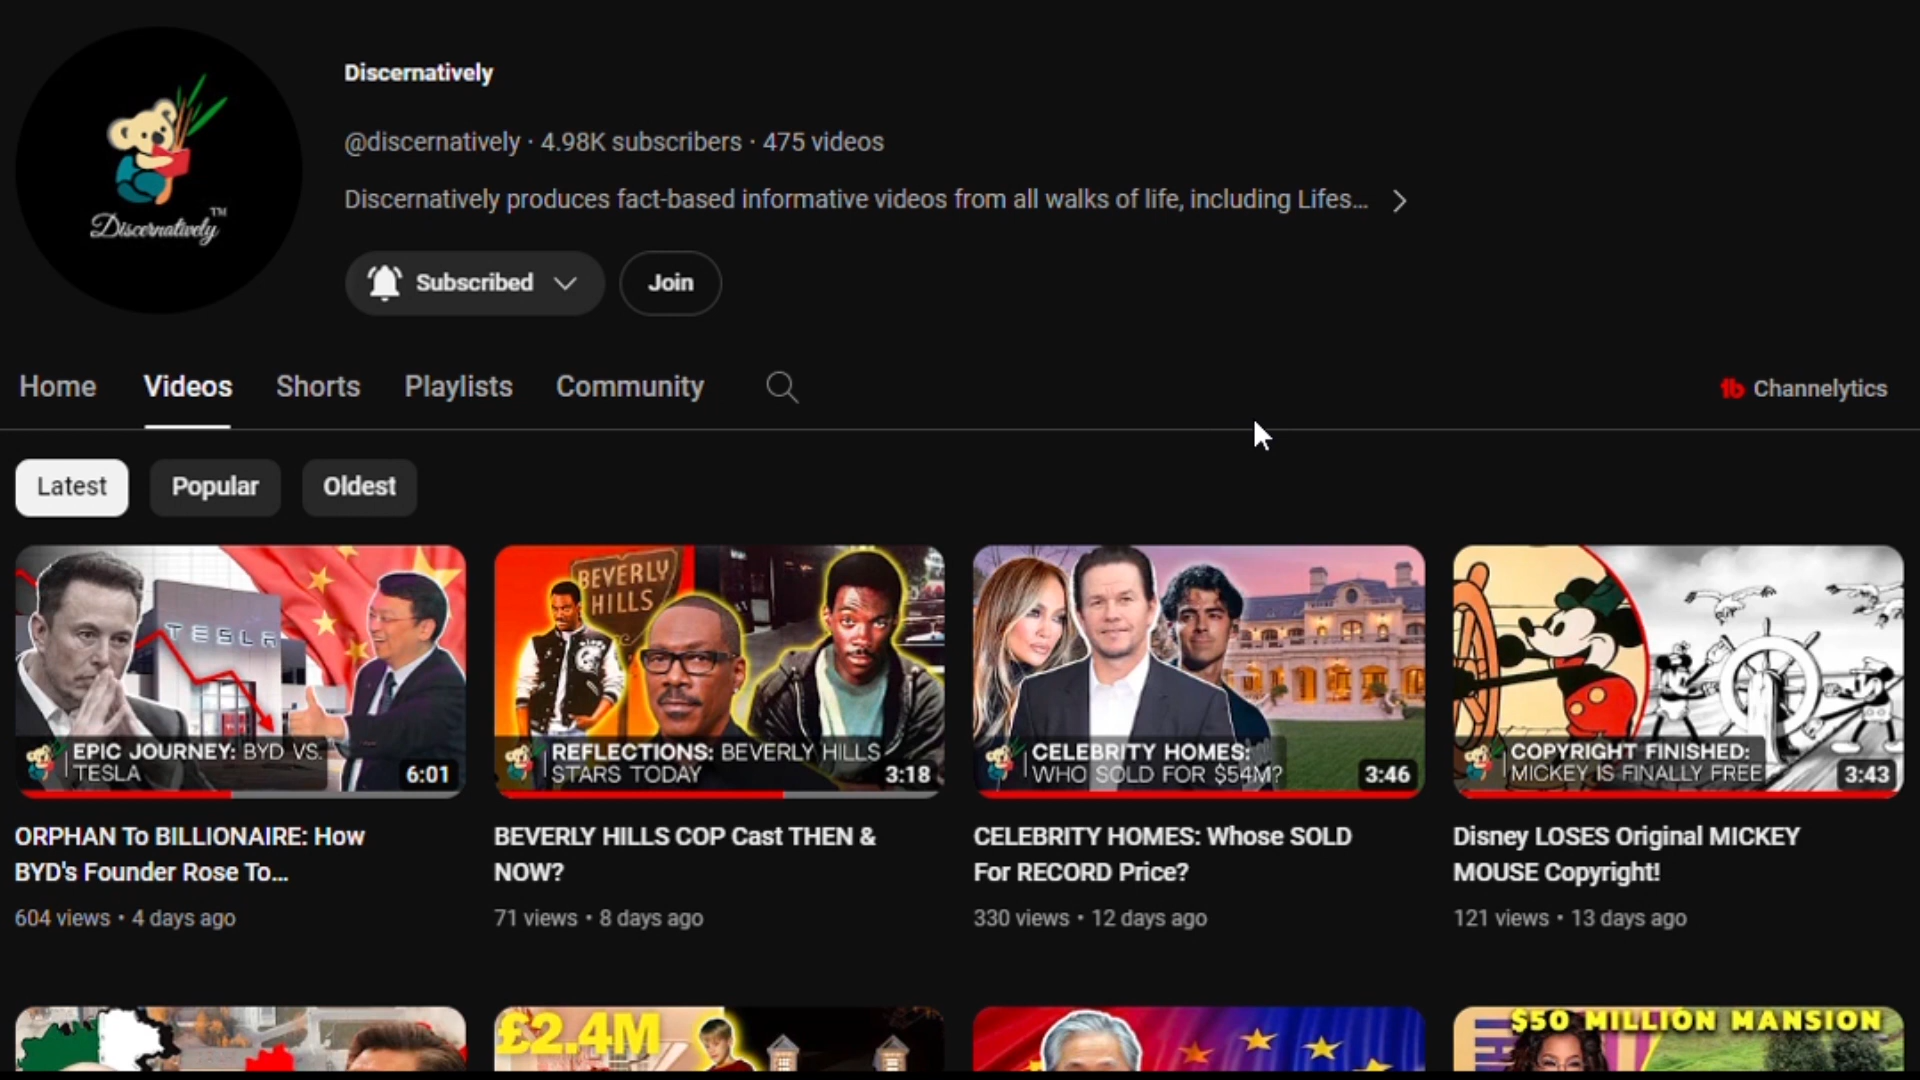 Discernatively
@discernatively · 4.98K subscribers · 475 videos
Discernatively produces fact-based informative videos from all walks of life, including Lifes...
Discernatively™
Subscribed
Join
Home
Videos
Shorts
Playlists
Community
tb Channelytics
Latest
Popular
Oldest
TESLA
EPIC JOURNEY: BYD VS.
TESLA
6:01
BEVERLY
HILLS
REFLECTIONS: BEVERLY HILLS
STARS TODAY
3:18
CELEBRITY HOMES:
WHO SOLD FOR $54M?
3:46
COPYRIGHT FINISHED:
MICKEY IS FINALLY FREE
3:43
ORPHAN To BILLIONAIRE: How
BYD's Founder Rose To...
604 views • 4 days ago
BEVERLY HILLS COP Cast THEN &
NOW?
71 views • 8 days ago
CELEBRITY HOMES: Whose SOLD
For RECORD Price?
330 views • 12 days ago
Disney LOSES Original MICKEY
MOUSE Copyright!
121 views • 13 days ago
£2.4M
$50 MILLION MANSION